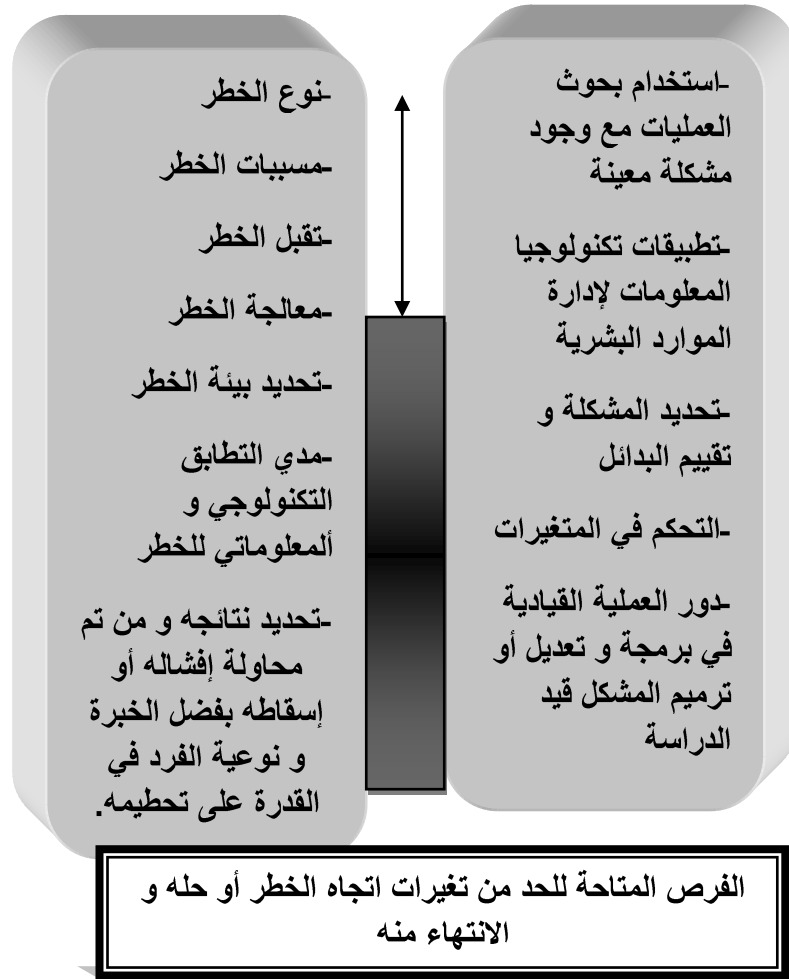 -استخدام بحوث
العمليات مع وجود
مشكلة معينة
-تطبيقات تكنولوجيا
المعلومات لإدارة
الموارد البشرية
-تحديد المشكلة و
تقييم البدائل
-التحكم في المتغيرات
-دور العملية القيادية
في برمجة و تعديل أو
ترميم المشكل قيد
الدراسة
-نوع الخطر
-مسببات الخطر
-تقبل الخطر
-معالجة الخطر
-تحديد بيئة الخطر
-مدي التطابق
التكنولوجي و
ألمعلوماتي للخطر
-تحديد نتائجه و من تم
محاولة إفشاله أو
إسقاطه بفضل الخبرة
و نوعية الفرد في
القدرة على تحطيمه.
الفرص المتاحة للحد من تغيرات اتجاه الخطر أو حله و
الانتهاء منه